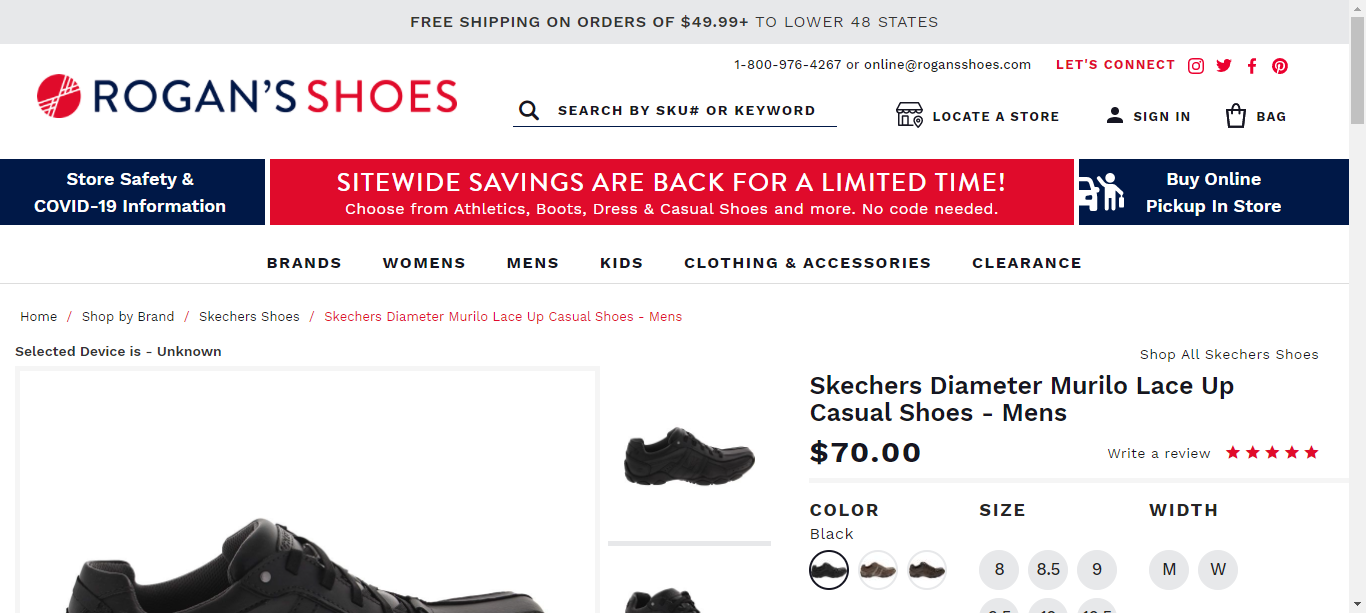 FREE SHIPPING ON ORDERS OF $49.99+ TO LOWER 48 STATES
1-800-976-4267 or online@rogansshoes.com LET'S CONNECT
ROGAN'S SHOES
SEARCH BY SKU# OR KEYWORD
LOCATE A STORE
SIGN IN
BAG
Store Safety &
COVID-19 Information
SITEWIDE SAVINGS ARE BACK FOR A LIMITED TIME!
Choose from Athletics, Boots, Dress & Casual Shoes and more. No code needed.
Buy Online
Pickup In Store
BRANDS WOMENS MENS KIDS CLOTHING & ACCESSORIES CLEARANCE
Home / Shop by Brand / Skechers Shoes / Skechers Diameter Murilo Lace Up Casual Shoes - Mens
Selected Device is - Unknown
Shop All Skechers Shoes
Skechers Diameter Murilo Lace Up
Casual Shoes - Mens
$70.00
Write a review
COLOR SIZE WIDTH
Black
8 8.5 9 M W